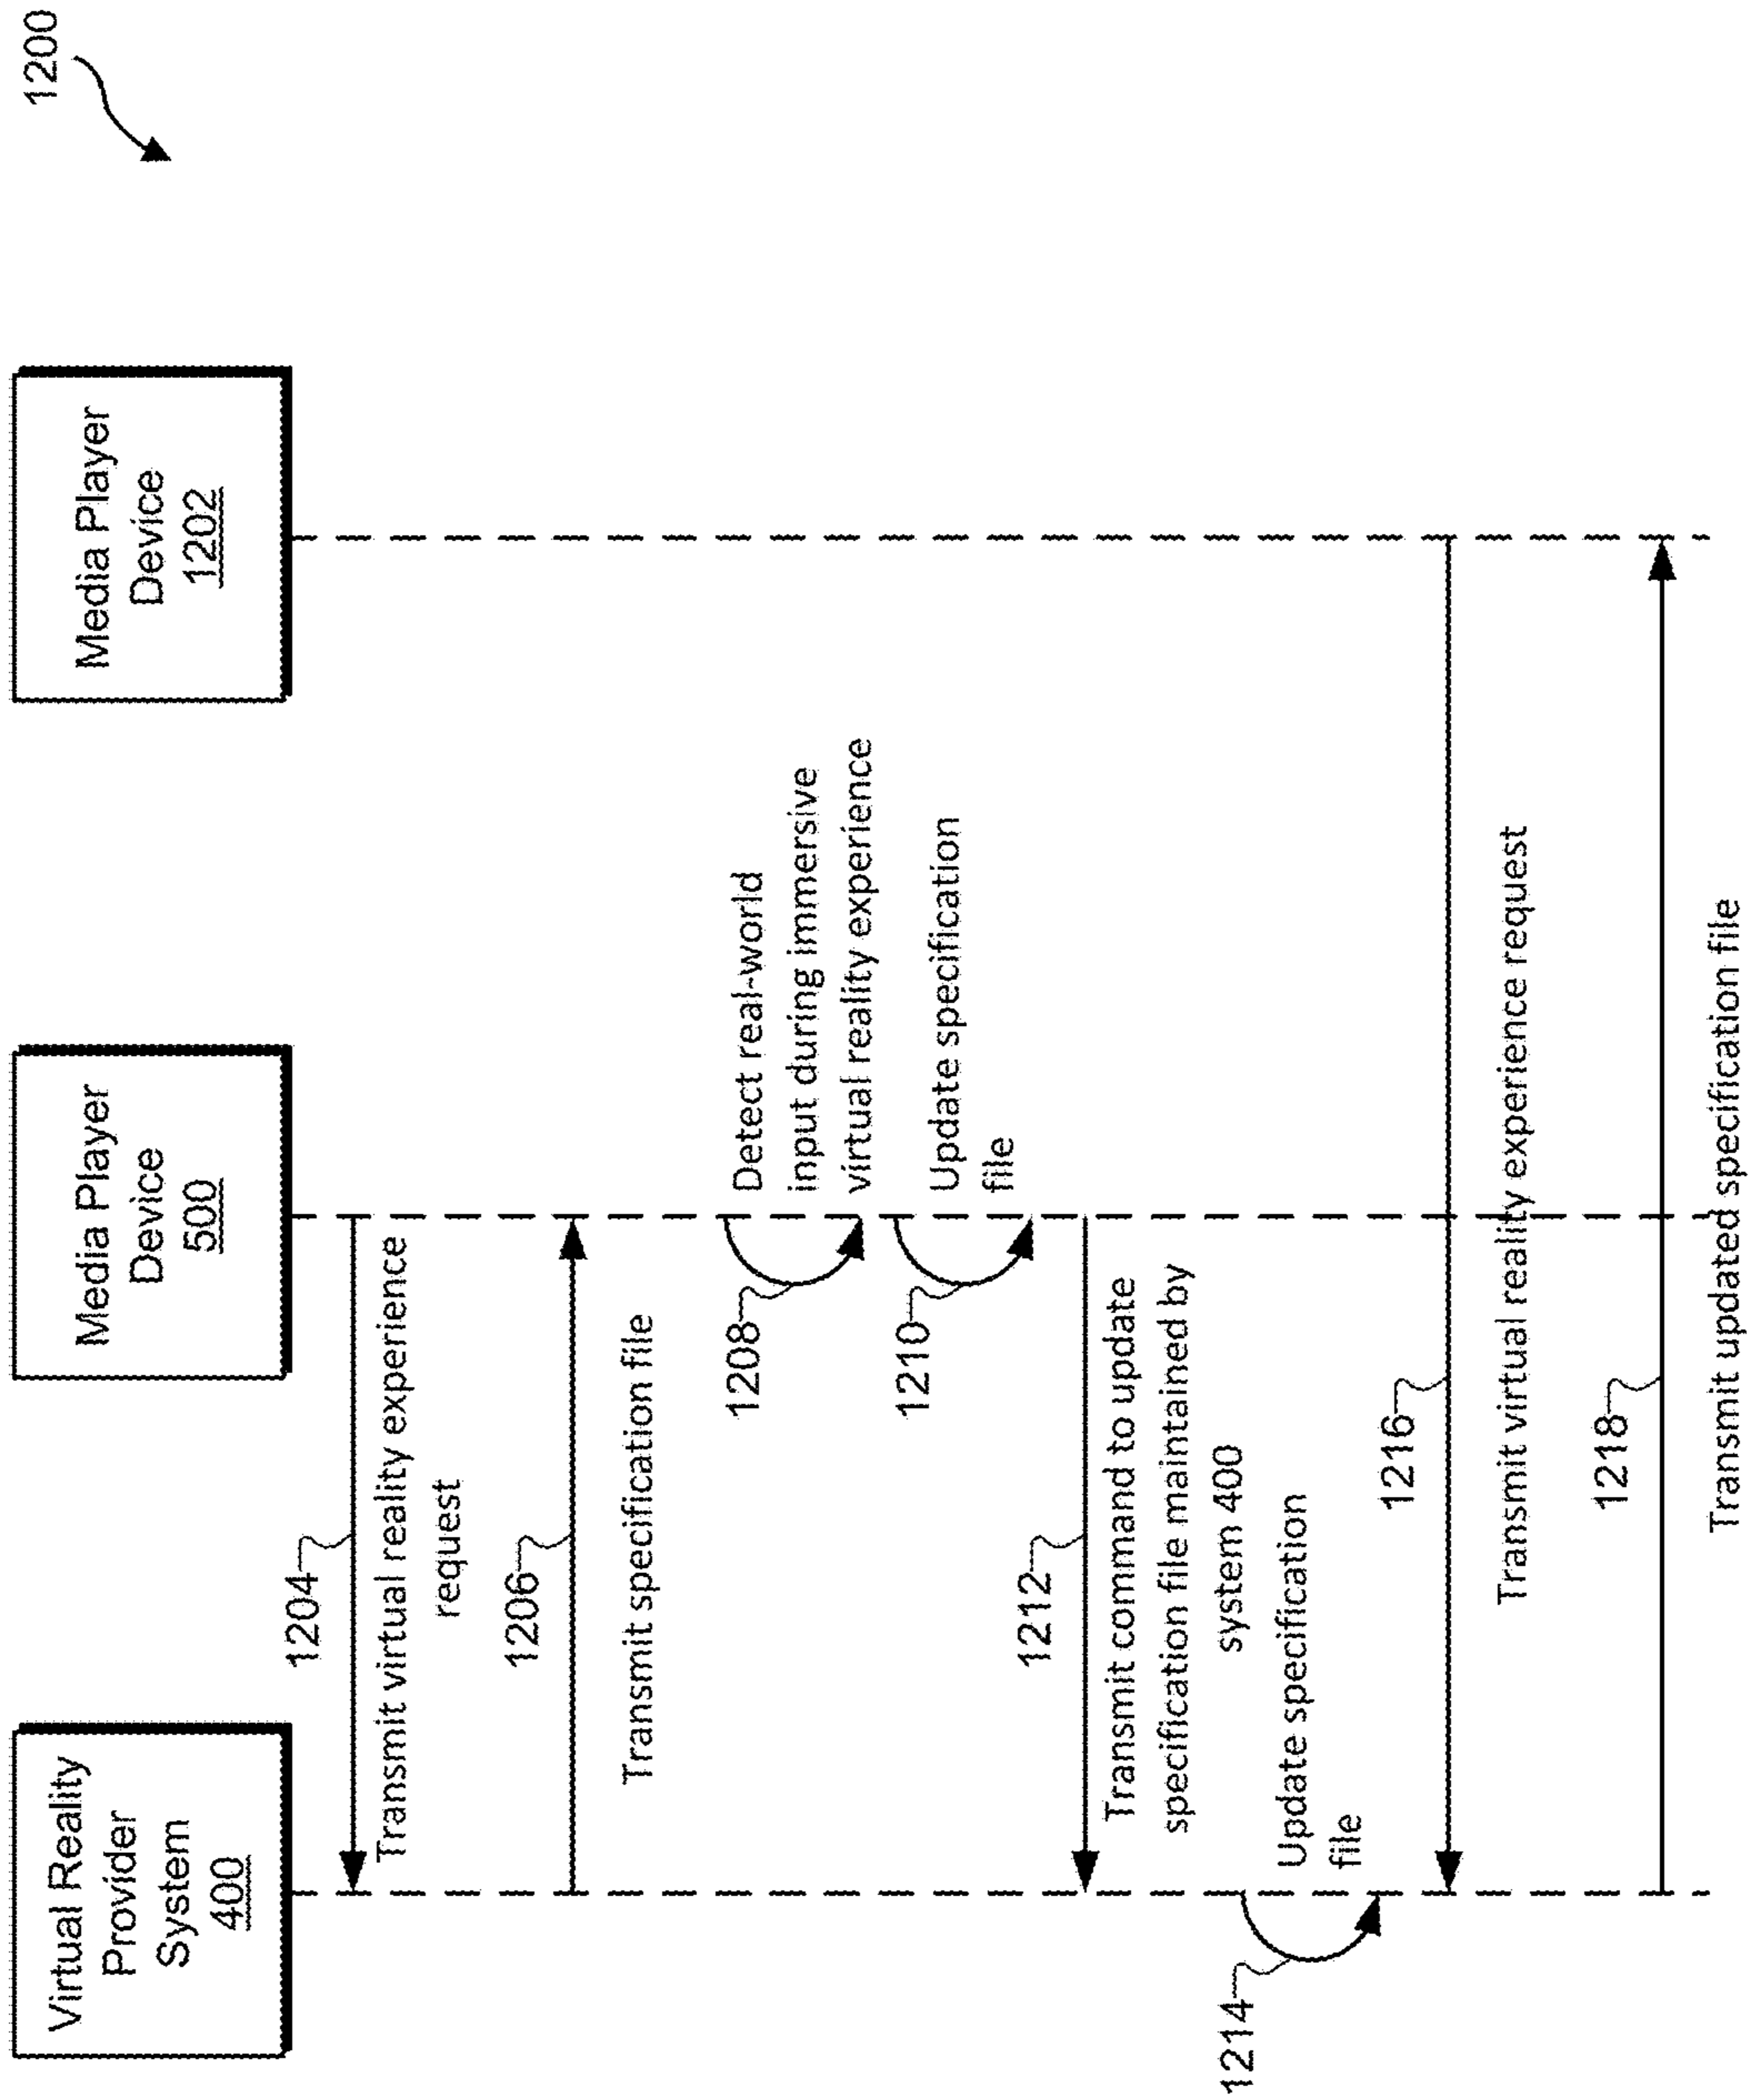 1200
Virtual Reality
Provider
System
400
Media Player
Device
500
Media Player
Device
1202
1204
Transmit virtual reality experience
request
1206
Transmit specification file
1208
Detect real-world
input during immersive
virtual reality experience
1210
Update specification
file
1212
Transmit command to update
specification file maintained by
system 400
1214
Update specification
file
1216
Transmit virtual reality experience request
1218
Transmit updated specification file